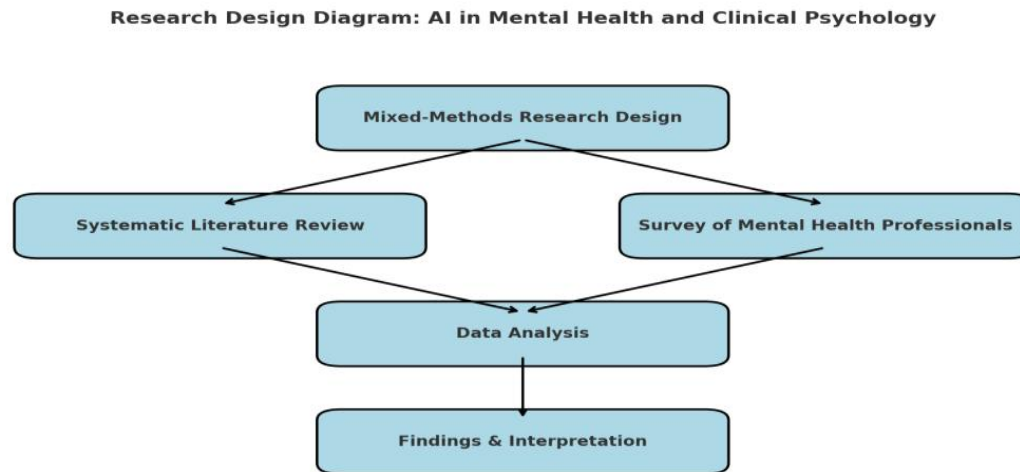 Research Design Diagram: AI in Mental Health and Clinical Psychology
Mixed-Methods Research Design
Systematic Literature Review
Survey of Mental Health Professionals
Data Analysis
Findings & Interpretation